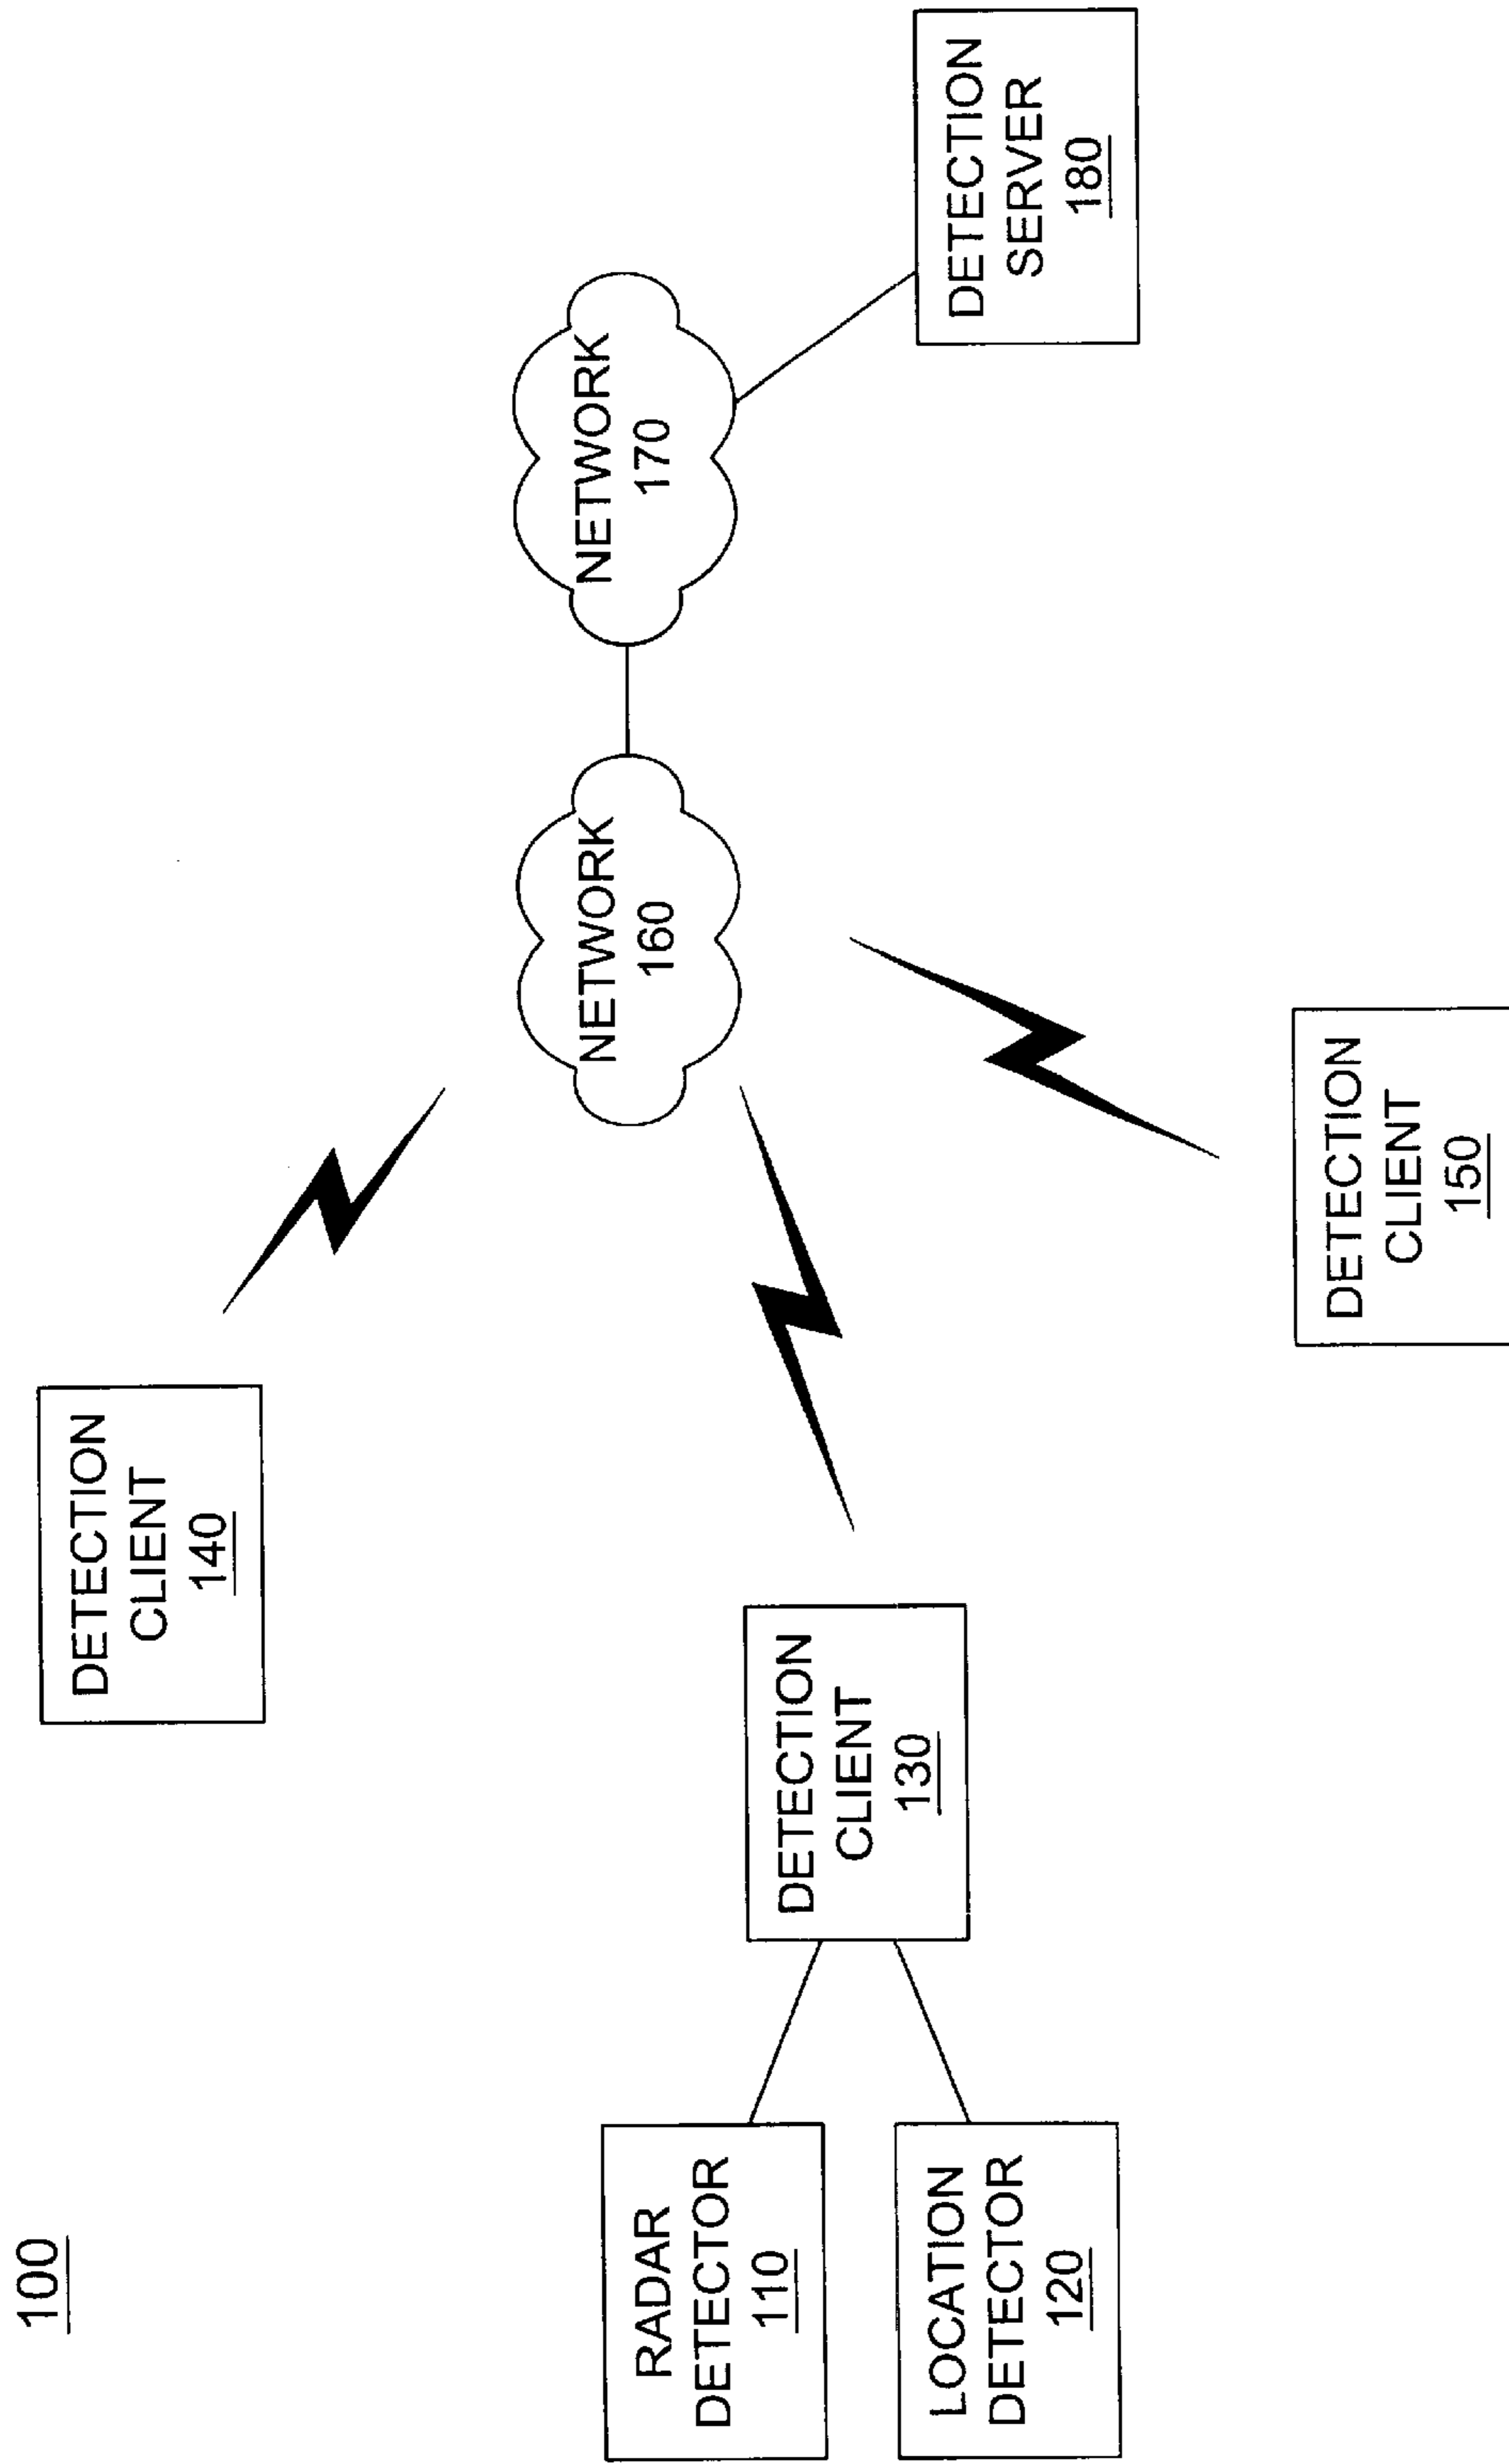 100
RADAR
DETECTOR
110
LOCATION
DETECTOR
120
DETECTION
CLIENT
130
DETECTION
CLIENT
140
DETECTION
CLIENT
150
NETWORK
160
NETWORK
170
DETECTION
SERVER
180